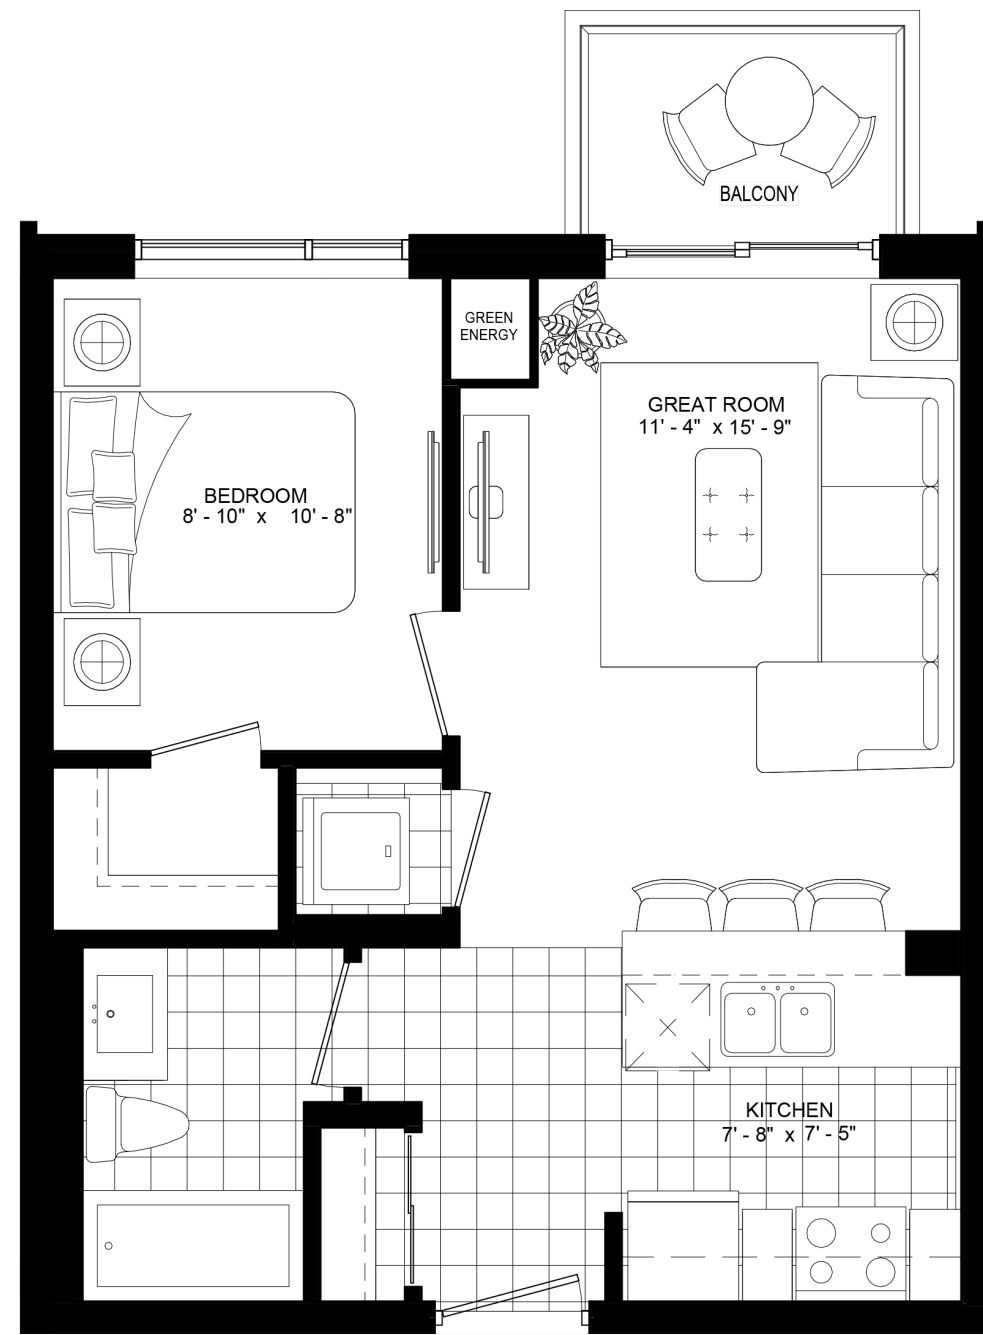 BALCONY
GREEN
ENERGY
GREAT ROOM
11' - 4" x 15' - 9"
BEDROOM
8' - 10" x 10' - 8"
KITCHEN
7' - 8" x 7' - 5"